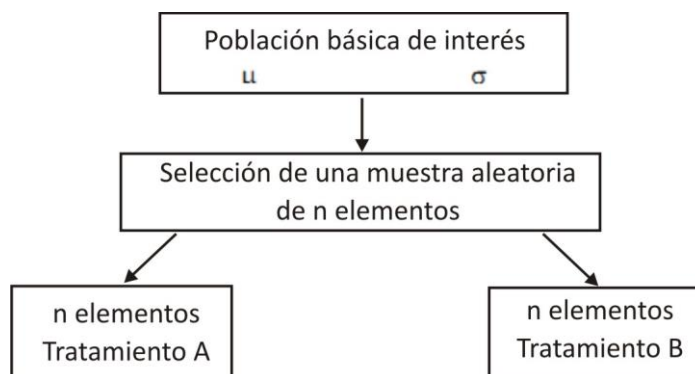 Población básica de interés
μ σ
Selección de una muestra aleatoria
de n elementos
n elementos
Tratamiento A
n elementos
Tratamiento B